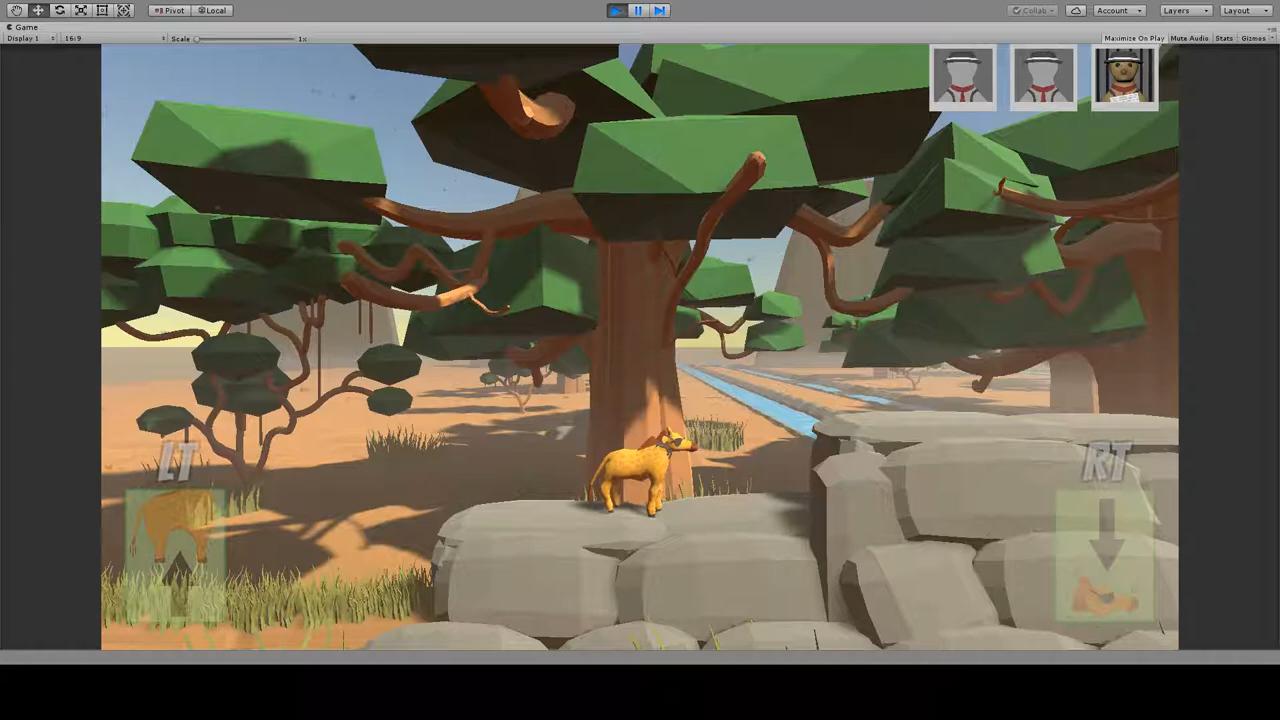 Pivot Local Collab Account Layers Layout
Game
Display 1 16:9 Scale 1x Maximize On Play Mute Audio Stats Gizmos
LT RT